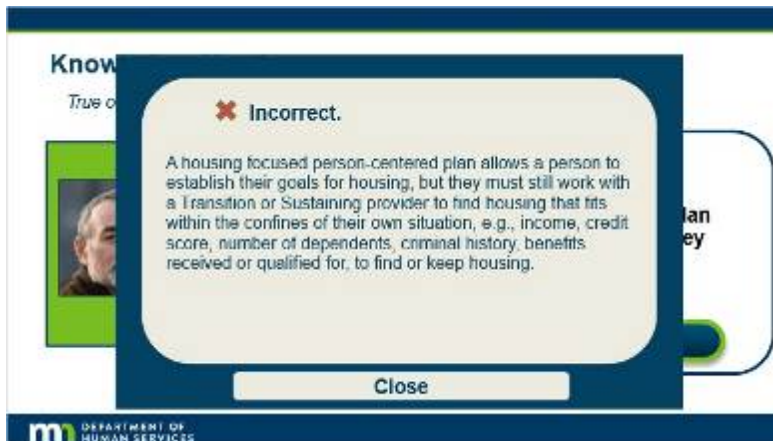 Know
True o
✖ Incorrect.
A housing focused person-centered plan allows a person to
establish their goals for housing, but they must still work with
a Transition or Sustaining provider to find housing that fits
within the confines of their own situation, e.g., income, credit
score, number of dependents, criminal history, benefits
received or qualified for, to find or keep housing.
lan
ey
Close
mn DEPARTMENT OF
HUMAN SERVICES